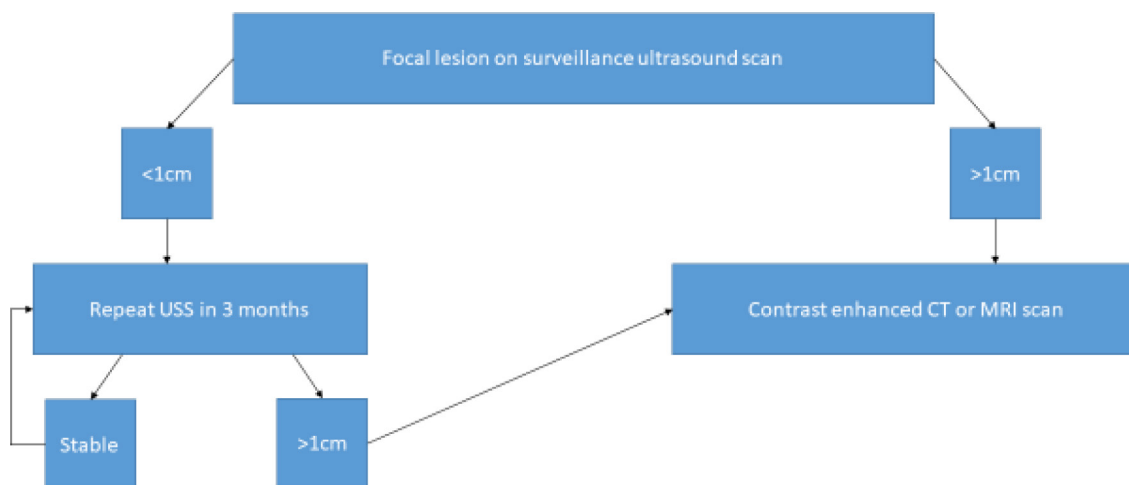 Focal lesion on surveillance ultrasound scan
<1cm
>1cm
Repeat USS in 3 months
Contrast enhanced CT or MRI scan
Stable
>1cm